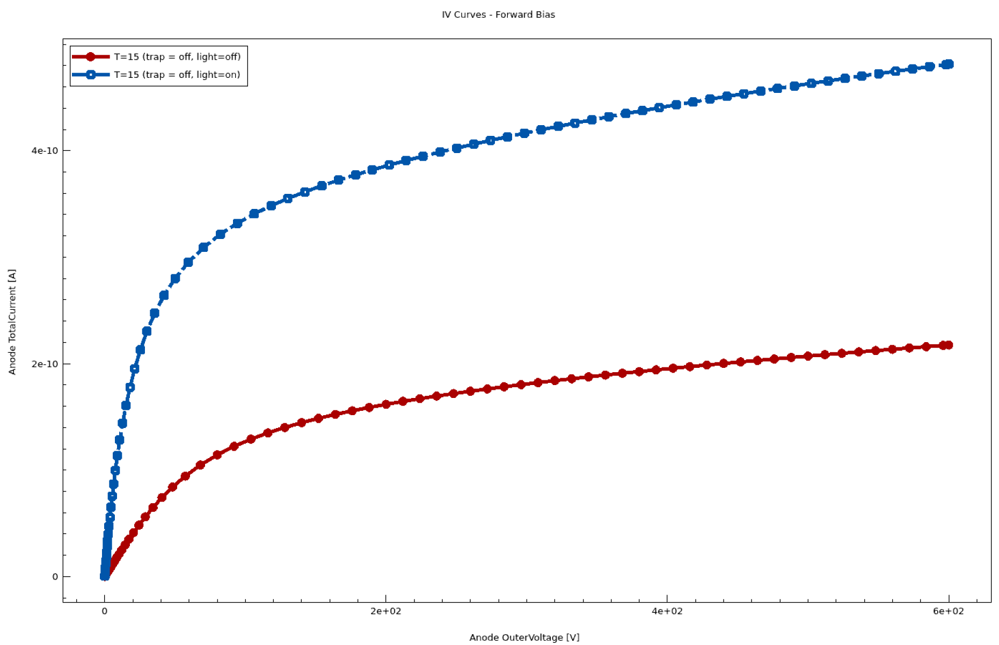 IV Curves - Forward Bias
T=15 (trap = off, light=off)
T=15 (trap = off, light=on)
Anode TotalCurrent [A]
4e-10
2e-10
0
0 2e+02 4e+02 6e+02
Anode OuterVoltage [V]